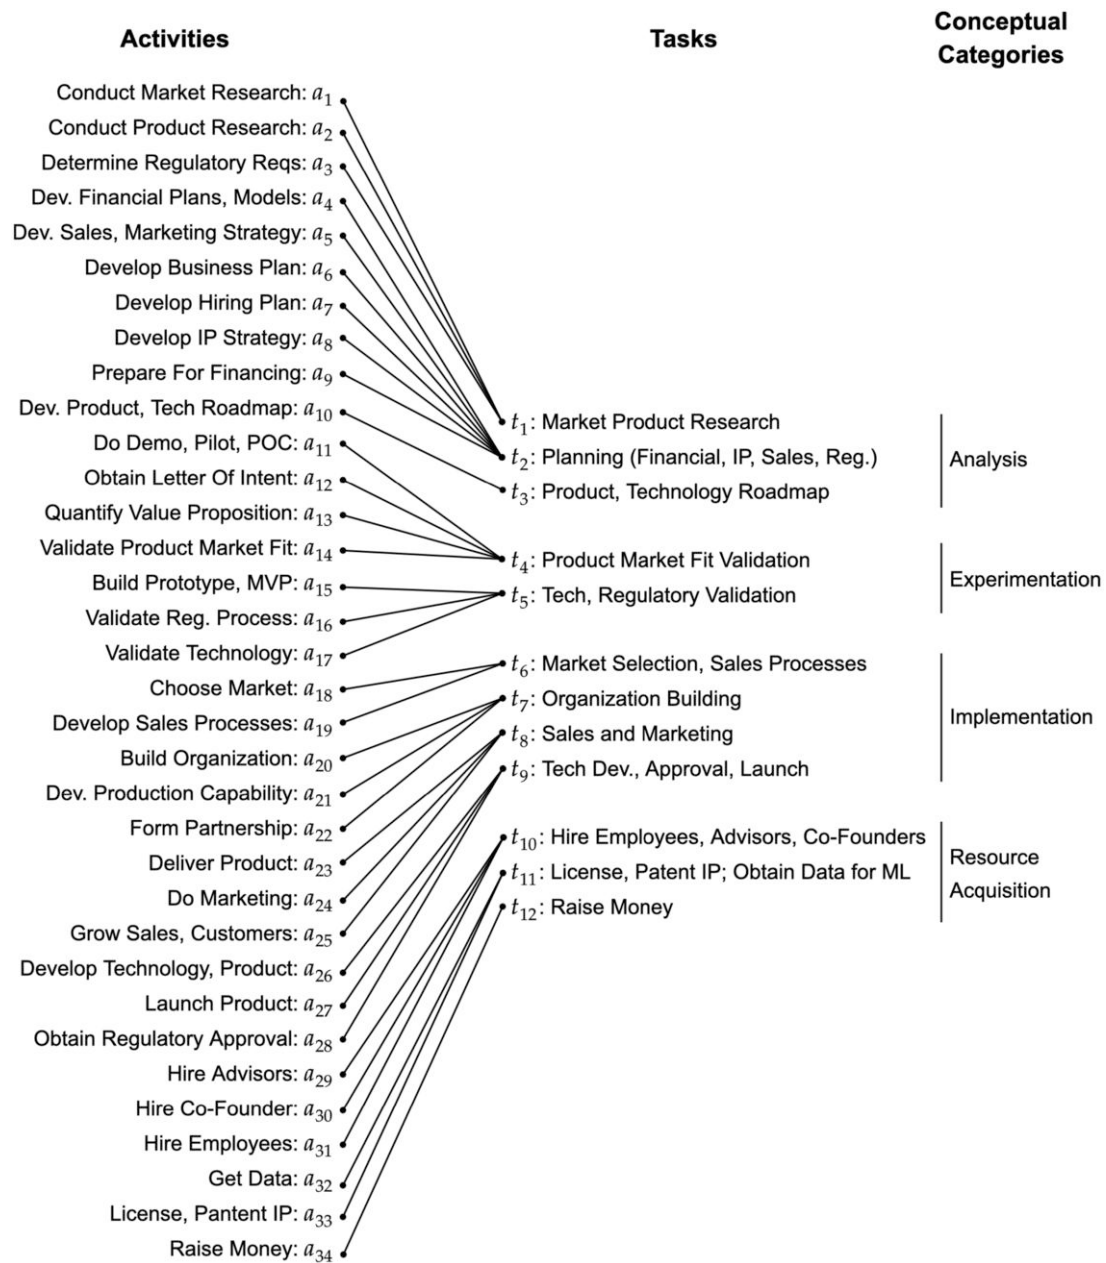 Activities
Tasks
Conceptual
Categories
Conduct Market Research: a1
Conduct Product Research: a2
Determine Regulatory Reqs: a3
Dev. Financial Plans, Models: a4
Dev. Sales, Marketing Strategy: a5
Develop Business Plan: a6
Develop Hiring Plan: a7
Develop IP Strategy: a8
Prepare For Financing: a9
Dev. Product, Tech Roadmap: a10
Do Demo, Pilot, POC: a11
Obtain Letter Of Intent: a12
Quantify Value Proposition: a13
Validate Product Market Fit: a14
Build Prototype, MVP: a15
Validate Reg. Process: a16
Validate Technology: a17
Choose Market: a18
Develop Sales Processes: a19
Build Organization: a20
Dev. Production Capability: a21
Form Partnership: a22
Deliver Product: a23
Do Marketing: a24
Grow Sales, Customers: a25
Develop Technology, Product: a26
Launch Product: a27
Obtain Regulatory Approval: a28
Hire Advisors: a29
Hire Co-Founder: a30
Hire Employees: a31
Get Data: a32
License, Pantent IP: a33
Raise Money: a34
t1: Market Product Research
t2: Planning (Financial, IP, Sales, Reg.)
t3: Product, Technology Roadmap
t4: Product Market Fit Validation
t5: Tech, Regulatory Validation
t6: Market Selection, Sales Processes
t7: Organization Building
t8: Sales and Marketing
t9: Tech Dev., Approval, Launch
t10: Hire Employees, Advisors, Co-Founders
t11: License, Patent IP; Obtain Data for ML
t12: Raise Money
Analysis
Experimentation
Implementation
Resource
Acquisition